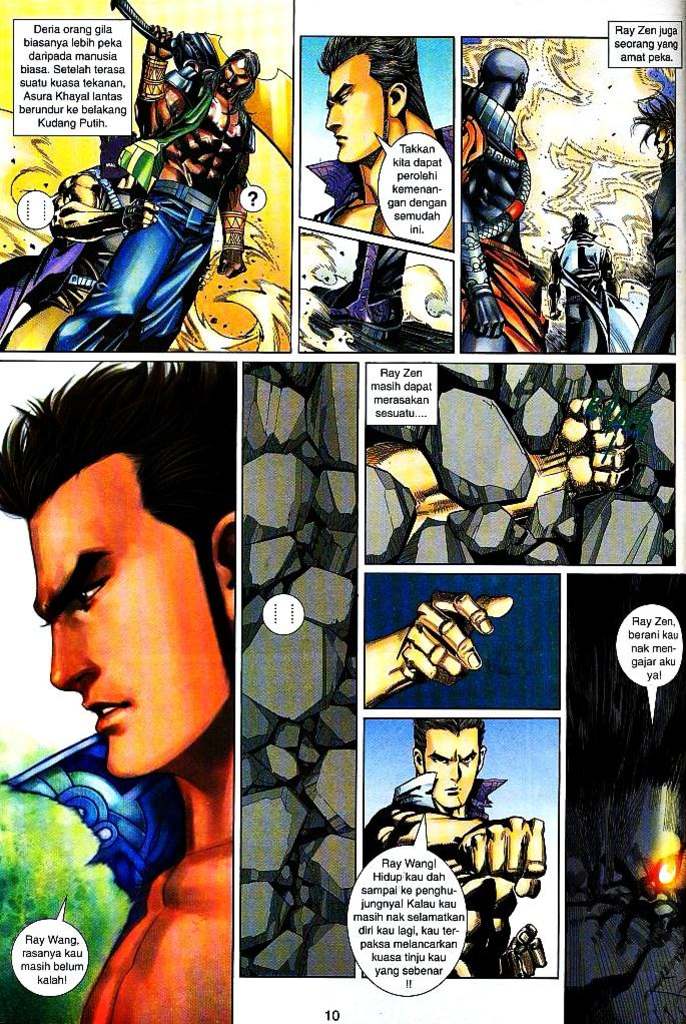 Deria orang gila
biasanya lebih peka
daripada manusia
biasa. Setelah terasa
suatu kuasa tekanan,
Asura Khayal lantas
berundur ke belakang
Kudang Putih.
?
Takkan
kita dapat
perolehi
kemenan-
gan dengan
semudah
ini.
Ray Zen juga
seorang yang
amat peka.
Ray Wang,
rasanya kau
masih belum
kalah!
Ray Zen
masih dapat
merasakan
sesuatu....
Ray Wang!
Hidup kau dah
sampai ke penghu-
jungnya! Kalau kau
masih nak selamatkan
diri kau lagi, kau ter-
paksa melancarkan
kuasa tinju kau
yang sebenar
!!
Ray Zen,
berani kau
nak men-
gajar aku
ya!
10